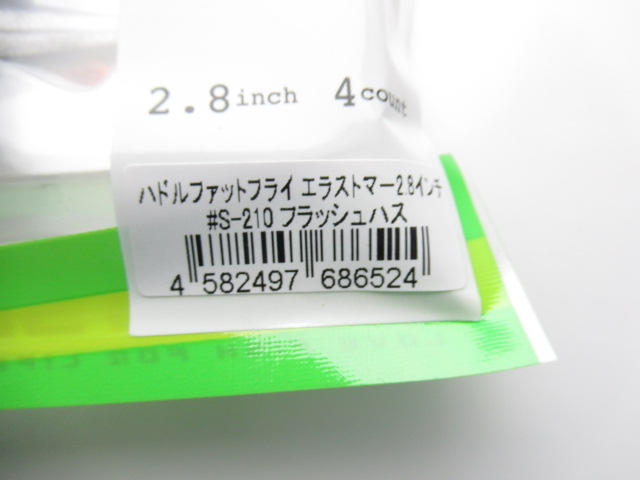 2.8inch 4count
ハドルファットフライ エラストマー2.8インチ
#S-210 フラッシュハス
4 582497 686524